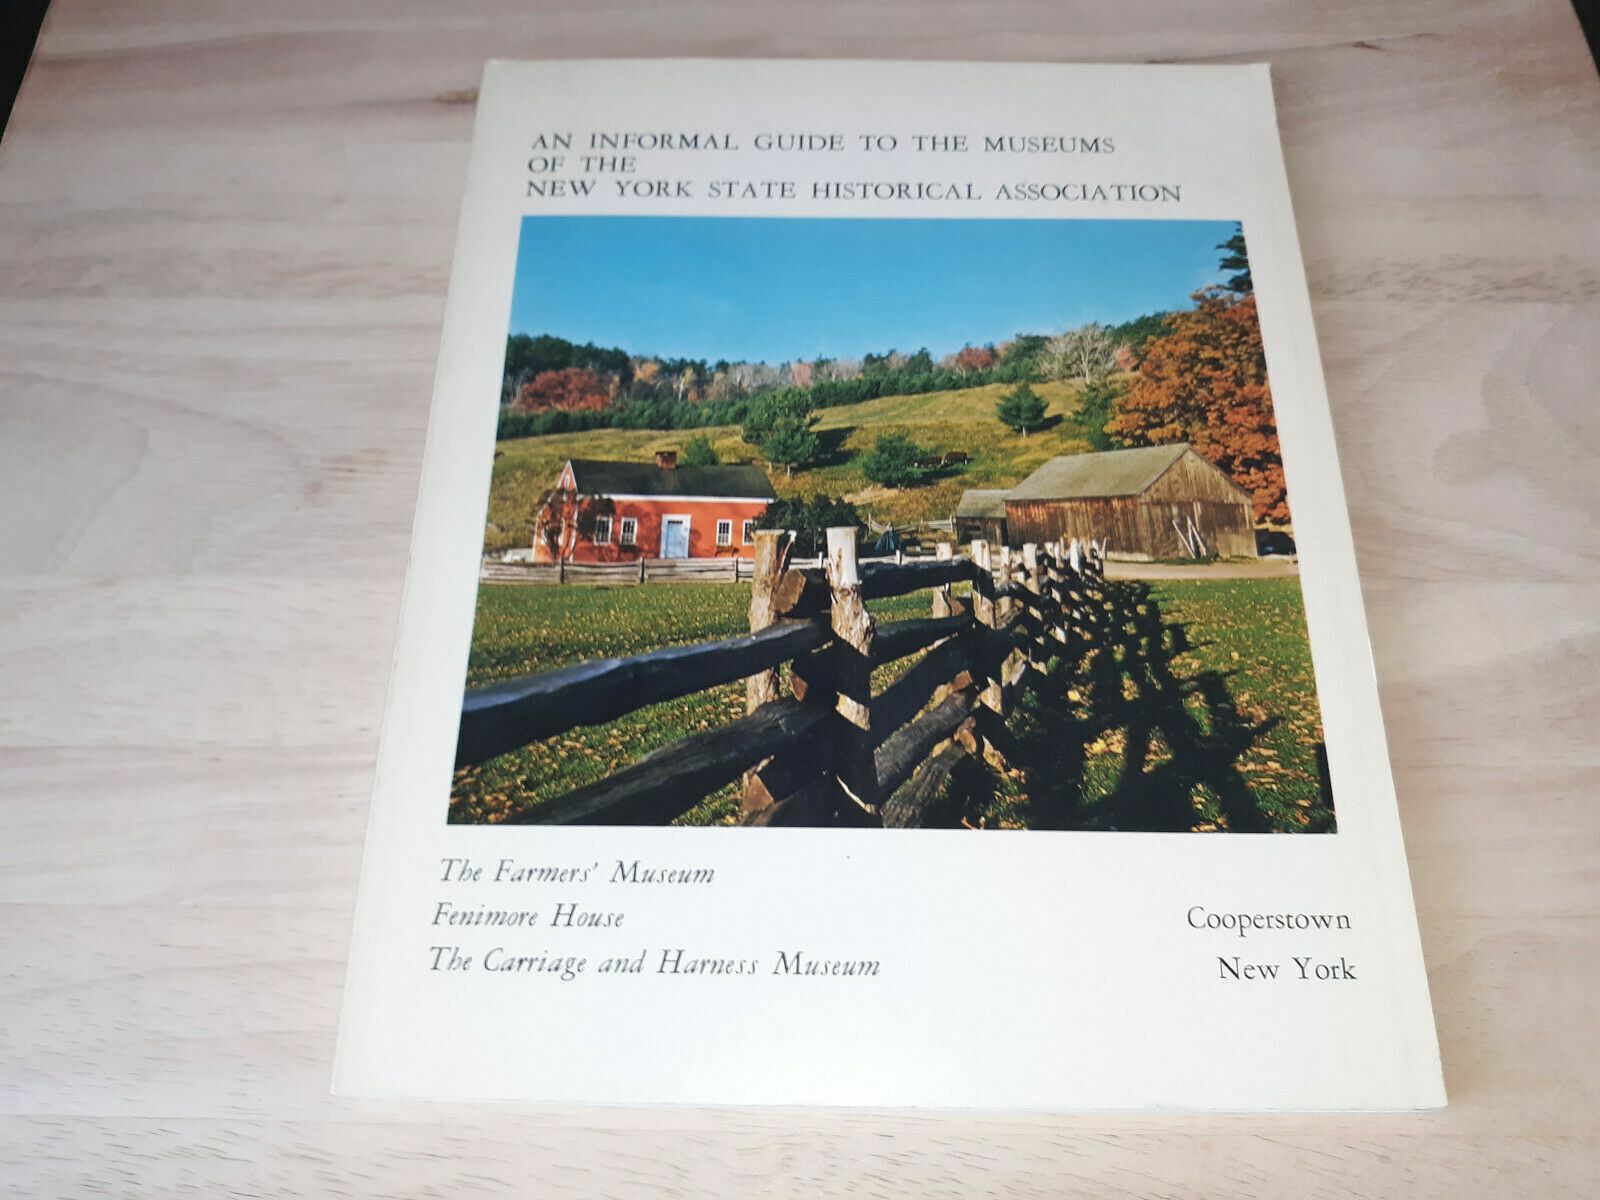 AN INFORMAL GUIDE TO THE MUSEUMS
OF THE
NEW YORK STATE HISTORICAL ASSOCIATION
The Farmers' Museum
Fenimore House
The Carriage and Harness Museum
Cooperstown
New York